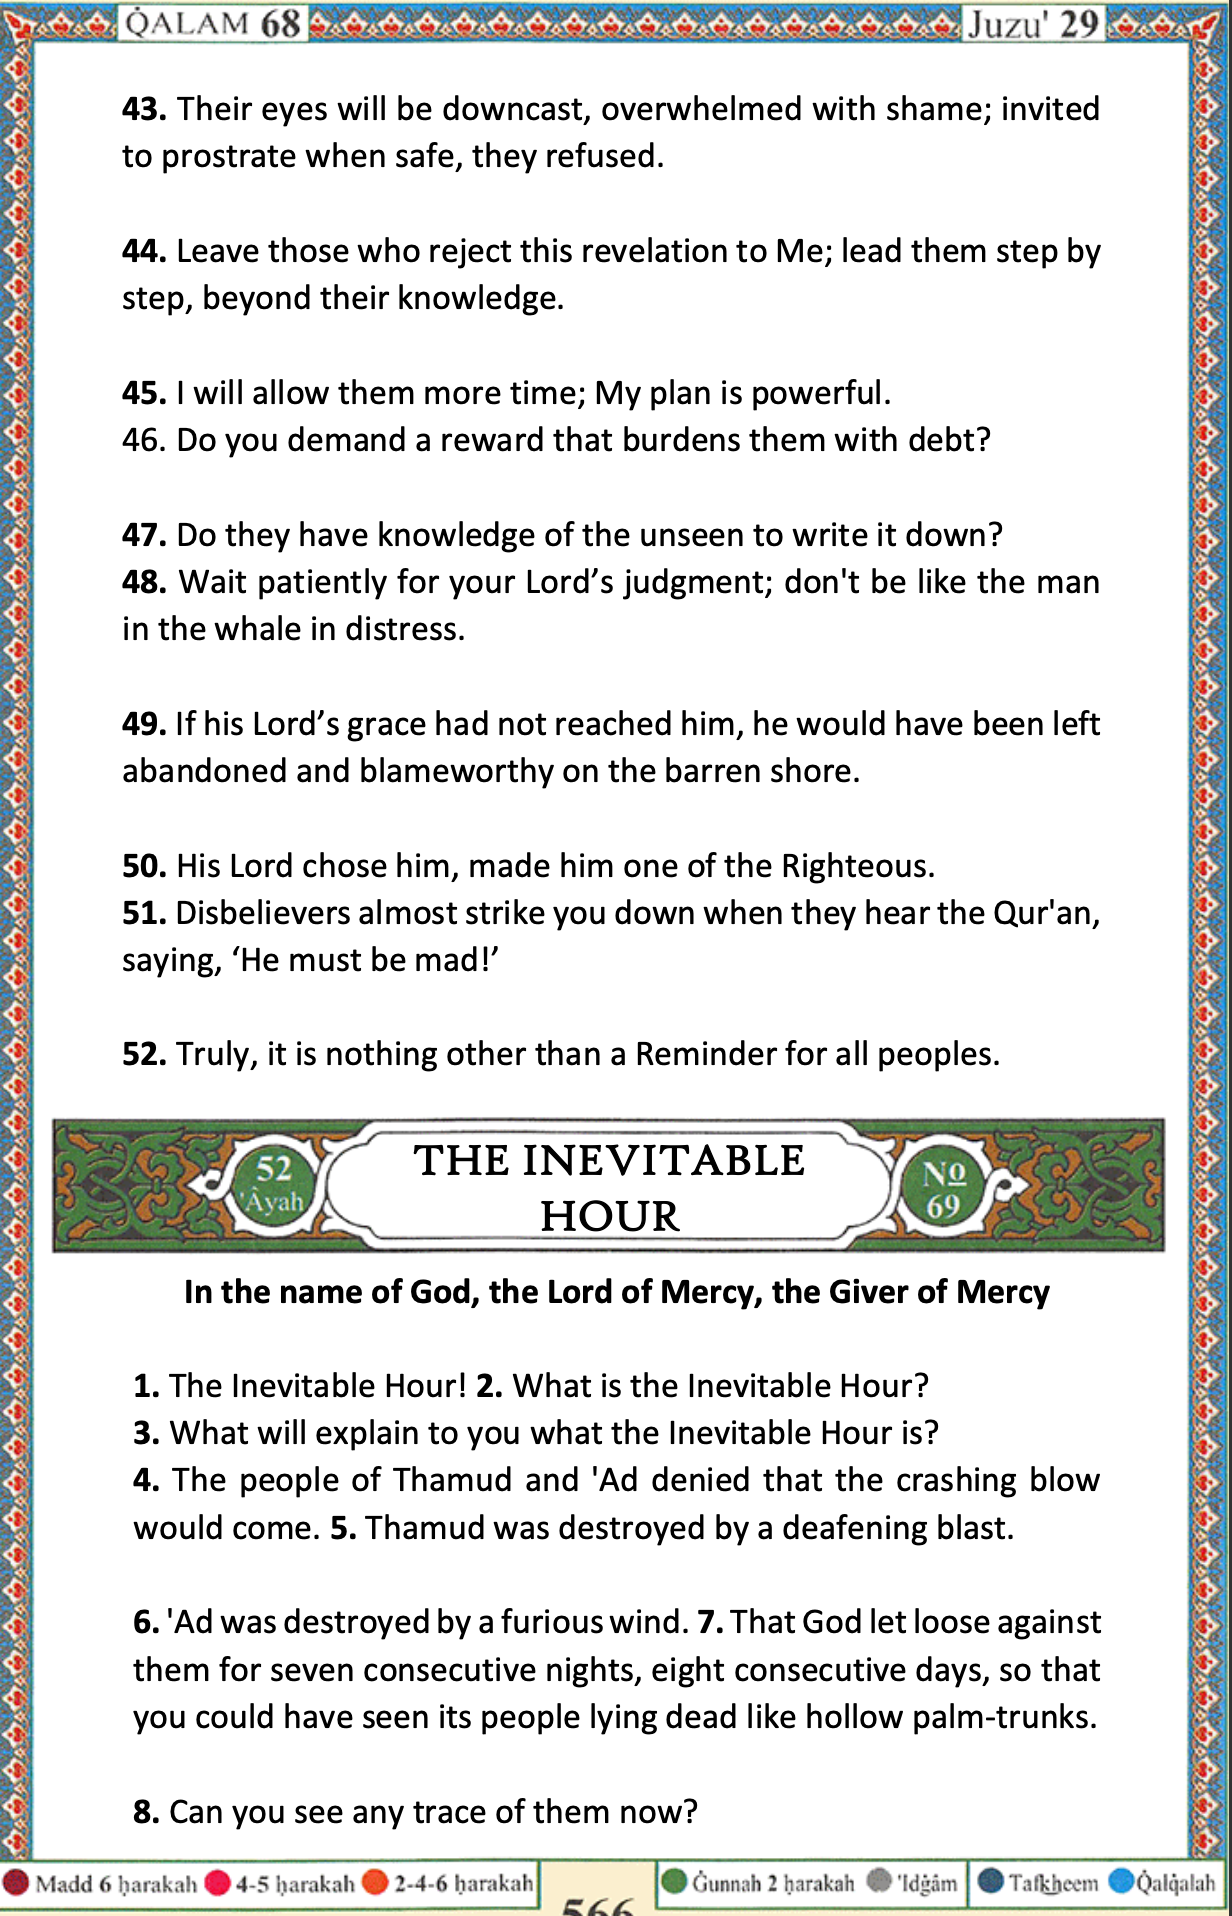 QALAM 68
Juzu' 29
43. Their eyes will be downcast, overwhelmed with shame; invited
to prostrate when safe, they refused.
44. Leave those who reject this revelation to Me; lead them step by
step, beyond their knowledge.
45. I will allow them more time; My plan is powerful.
46. Do you demand a reward that burdens them with debt?
47. Do they have knowledge of the unseen to write it down?
48. Wait patiently for your Lord’s judgment; don't be like the man
in the whale in distress.
49. If his Lord’s grace had not reached him, he would have been left
abandoned and blameworthy on the barren shore.
50. His Lord chose him, made him one of the Righteous.
51. Disbelievers almost strike you down when they hear the Qur'an,
saying, ‘He must be mad!’
52. Truly, it is nothing other than a Reminder for all peoples.
52
'Âyah
THE INEVITABLE
HOUR
No
69
In the name of God, the Lord of Mercy, the Giver of Mercy
1. The Inevitable Hour! 2. What is the Inevitable Hour?
3. What will explain to you what the Inevitable Hour is?
4. The people of Thamud and 'Ad denied that the crashing blow
would come. 5. Thamud was destroyed by a deafening blast.
6. 'Ad was destroyed by a furious wind. 7. That God let loose against
them for seven consecutive nights, eight consecutive days, so that
you could have seen its people lying dead like hollow palm-trunks.
8. Can you see any trace of them now?
Madd 6 ḥarakah 4-5 ḥarakah 2-4-6 ḥarakah
566
Ġunnah 2 ḥarakah 'Idġâm Tafkheem Q̇alq̇alah